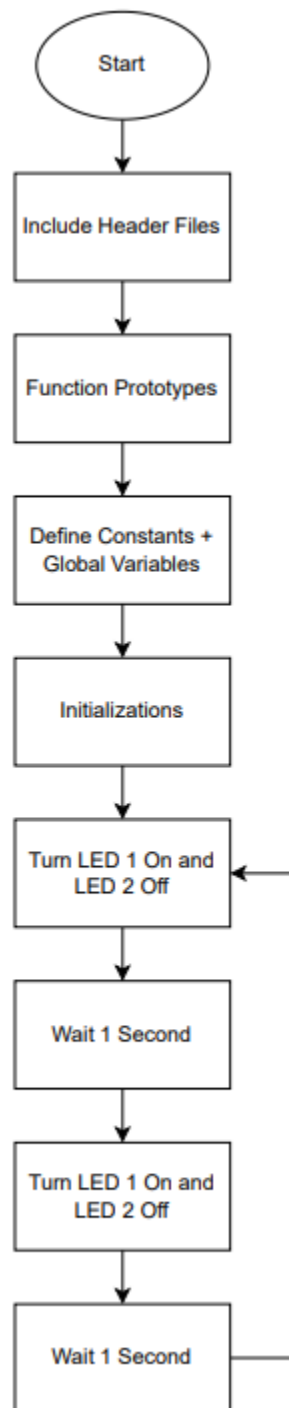 Start
Include Header Files
Function Prototypes
Define Constants +
Global Variables
Initializations
Turn LED 1 On and
LED 2 Off
Wait 1 Second
Turn LED 1 On and
LED 2 Off
Wait 1 Second